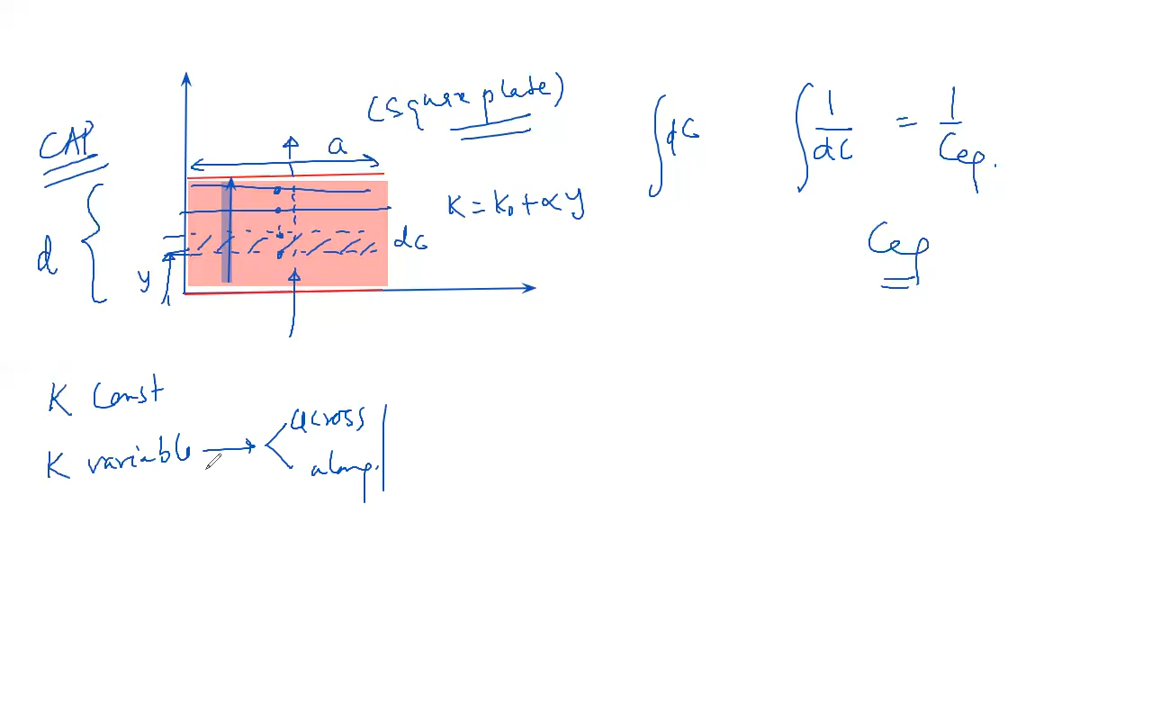 (Square plate)
CAP
a
d
y
K = K₀ + αy
dC
∫dC
∫ 1/dC = 1/Ceq.
Ceq
K Const
K variable → across
along.